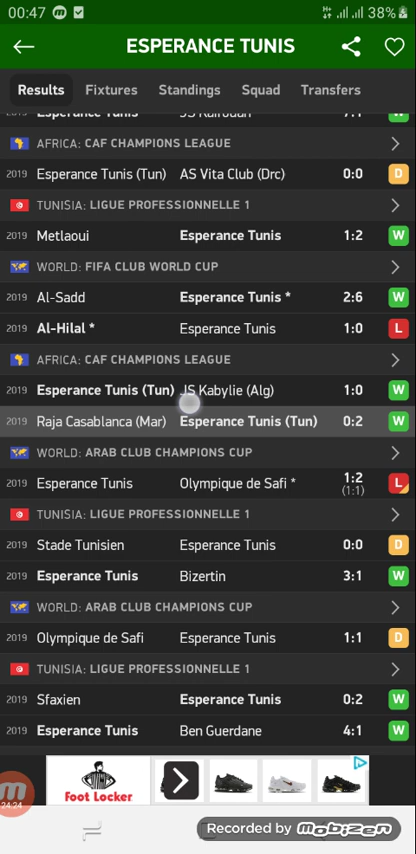 00:47 38%
ESPERANCE TUNIS
Results Fixtures Standings Squad Transfers
AFRICA: CAF CHAMPIONS LEAGUE
2019 Esperance Tunis (Tun) AS Vita Club (Drc) 0:0 D
TUNISIA: LIGUE PROFESSIONNELLE 1
2019 Metlaoui Esperance Tunis 1:2 W
WORLD: FIFA CLUB WORLD CUP
2019 Al-Sadd Esperance Tunis * 2:6 W
2019 Al-Hilal * Esperance Tunis 1:0 L
AFRICA: CAF CHAMPIONS LEAGUE
2019 Esperance Tunis (Tun) JS Kabylie (Alg) 1:0 W
2019 Raja Casablanca (Mar) Esperance Tunis (Tun) 0:2 W
WORLD: ARAB CLUB CHAMPIONS CUP
2019 Esperance Tunis Olympique de Safi * 1:2 (1:1) L
TUNISIA: LIGUE PROFESSIONNELLE 1
2019 Stade Tunisien Esperance Tunis 0:0 D
2019 Esperance Tunis Bizertin 3:1 W
WORLD: ARAB CLUB CHAMPIONS CUP
2019 Olympique de Safi Esperance Tunis 1:1 D
TUNISIA: LIGUE PROFESSIONNELLE 1
2019 Sfaxien Esperance Tunis 0:2 W
2019 Esperance Tunis Ben Guerdane 4:1 W
Foot Locker
24:24
Recorded by mobizen